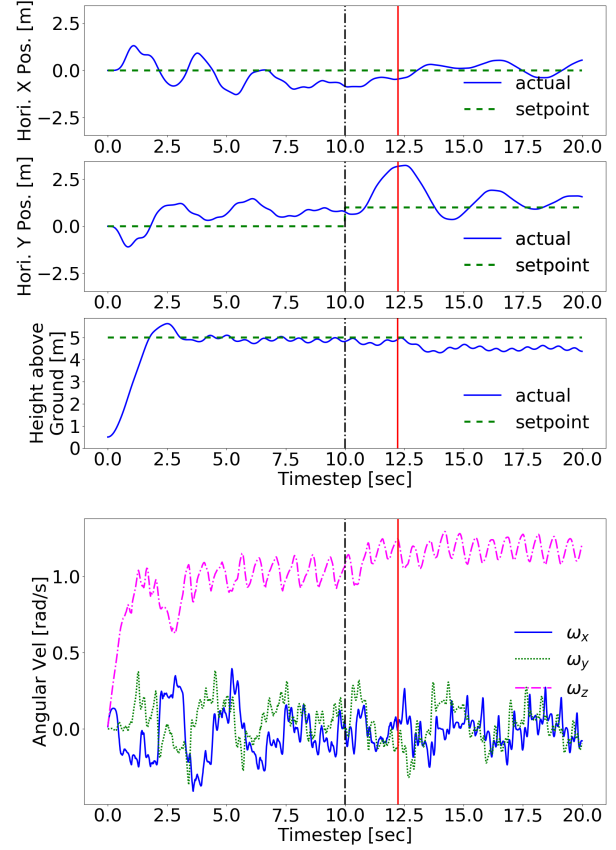 Hori. X Pos. [m]
2.5
0.0
−2.5
actual
setpoint
0.0 2.5 5.0 7.5 10.0 12.5 15.0 17.5 20.0
Hori. Y Pos. [m]
2.5
0.0
−2.5
actual
setpoint
0.0 2.5 5.0 7.5 10.0 12.5 15.0 17.5 20.0
Height above
Ground [m]
5
4
3
2
1
0
actual
setpoint
0.0 2.5 5.0 7.5 10.0 12.5 15.0 17.5 20.0
Timestep [sec]
Angular Vel [rad/s]
1.0
0.5
0.0
ωx
ωy
ωz
0.0 2.5 5.0 7.5 10.0 12.5 15.0 17.5 20.0
Timestep [sec]